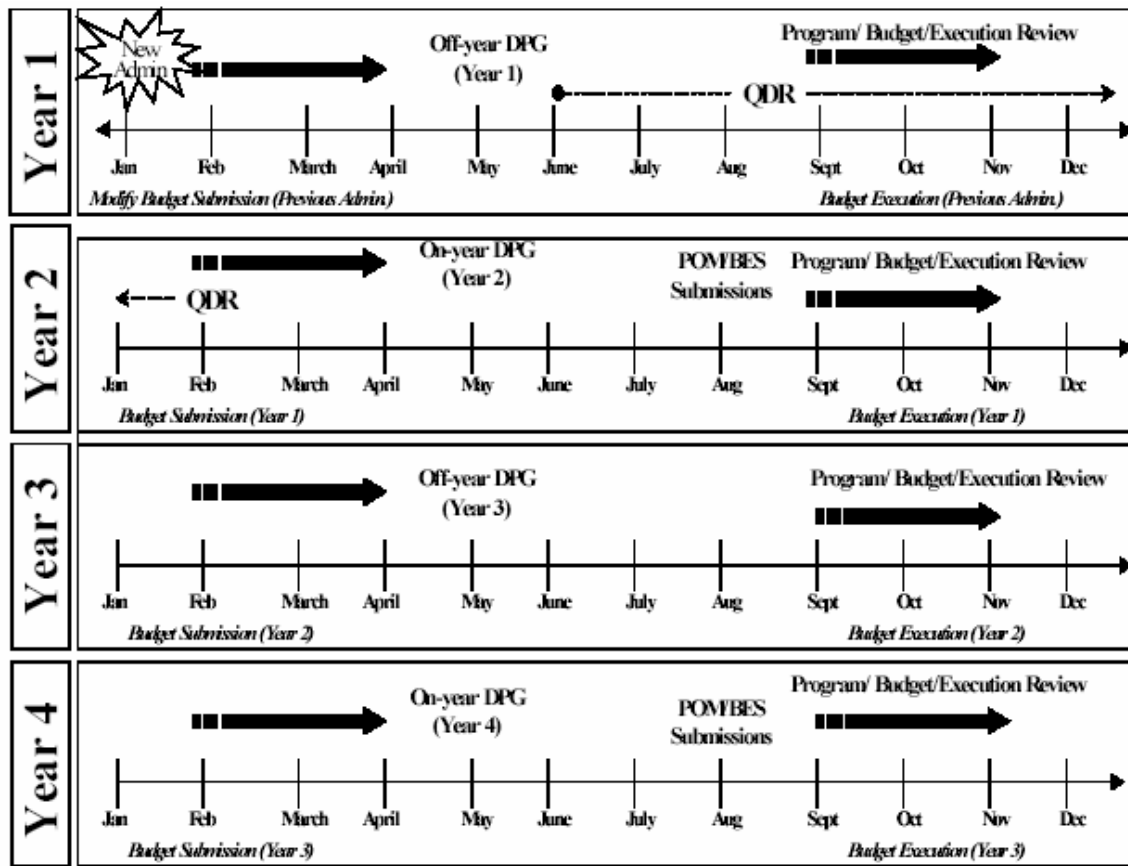 Year 1
New
Admin
Off-year DPG
(Year 1)
Program/ Budget/Execution Review
QDR
Jan Feb March April May June July Aug Sept Oct Nov Dec
Modify Budget Submission (Previous Admin.) Budget Execution (Previous Admin.)
Year 2
On-year DPG
(Year 2)
POM/BES
Submissions
Program/ Budget/Execution Review
QDR
Jan Feb March April May June July Aug Sept Oct Nov Dec
Budget Submission (Year 1) Budget Execution (Year 1)
Year 3
Off-year DPG
(Year 3)
Program/ Budget/Execution Review
Jan Feb March April May June July Aug Sept Oct Nov Dec
Budget Submission (Year 2) Budget Execution (Year 2)
Year 4
On-year DPG
(Year 4)
POM/BES
Submissions
Program/ Budget/Execution Review
Jan Feb March April May June July Aug Sept Oct Nov Dec
Budget Submission (Year 3) Budget Execution (Year 3)